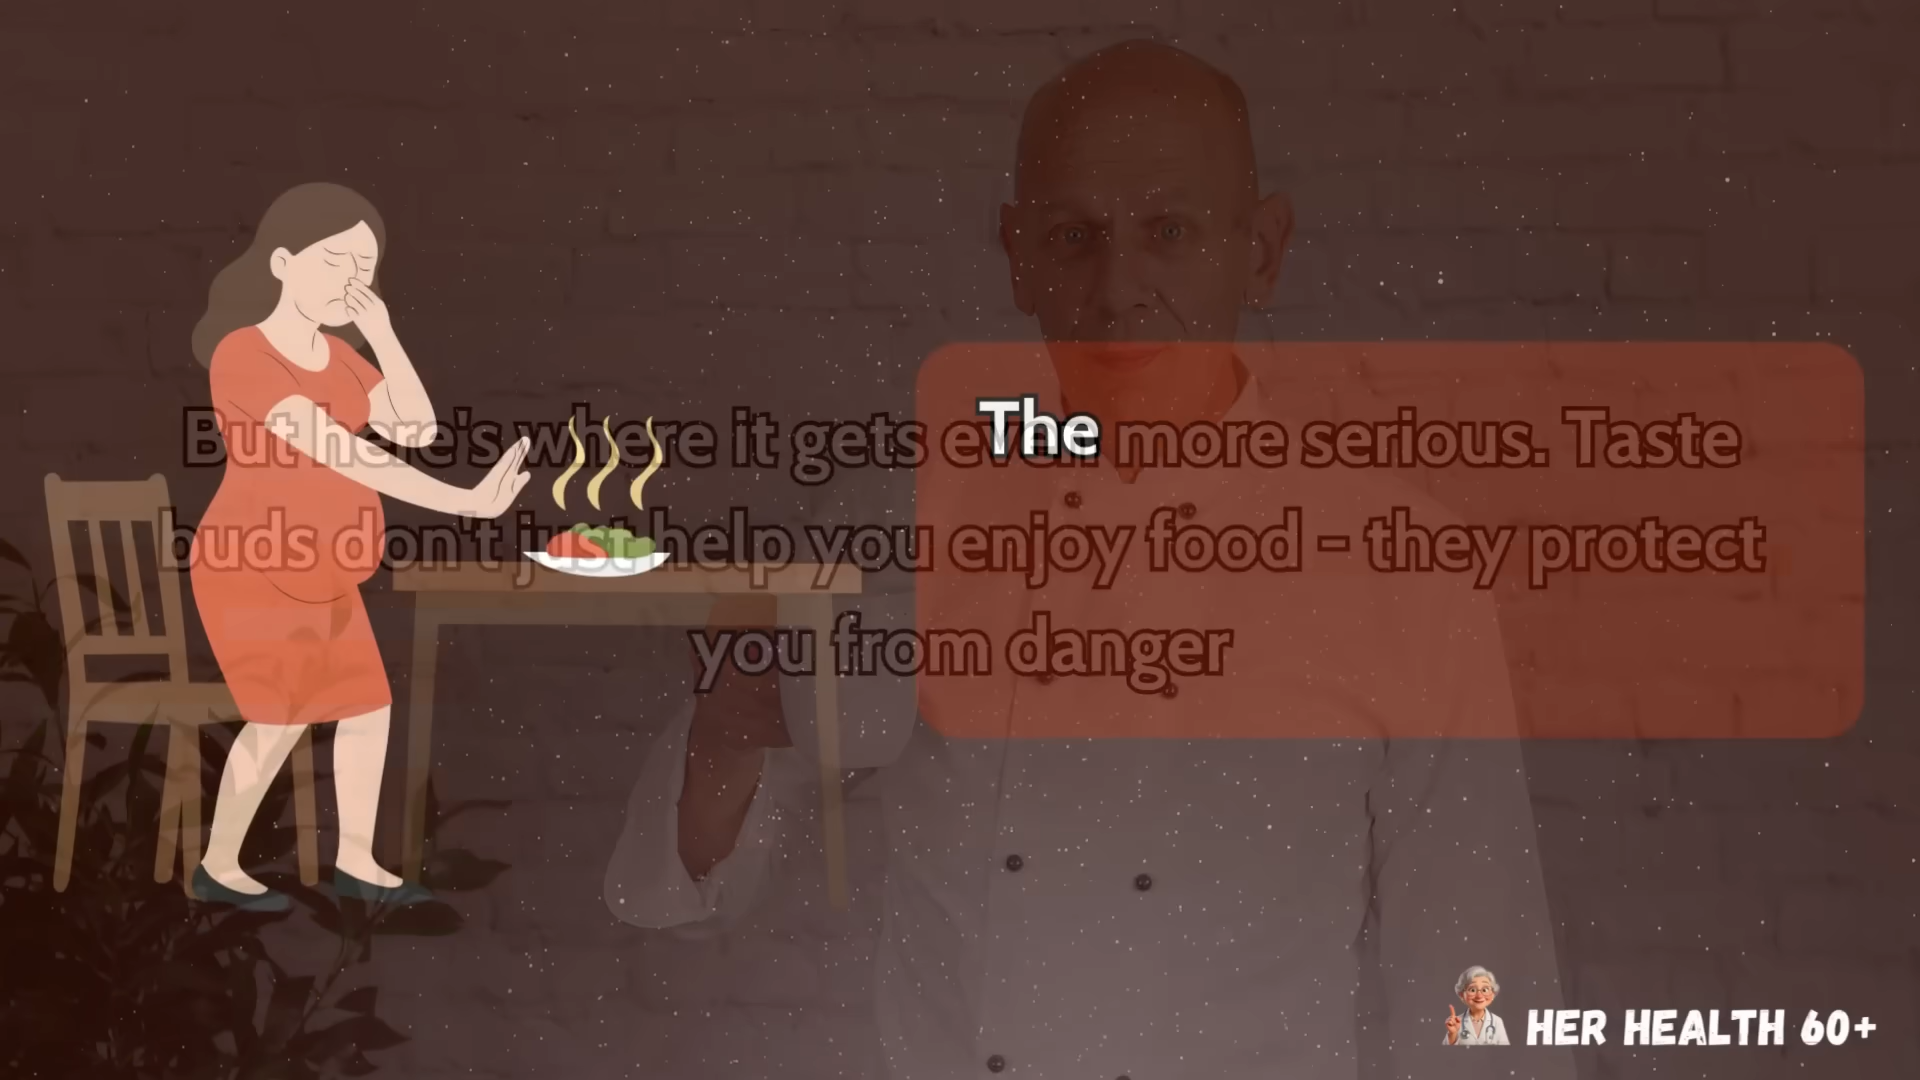 But here's where it gets even more serious. Taste
buds don't just help you enjoy food - they protect
you from danger
The
HER HEALTH 60+